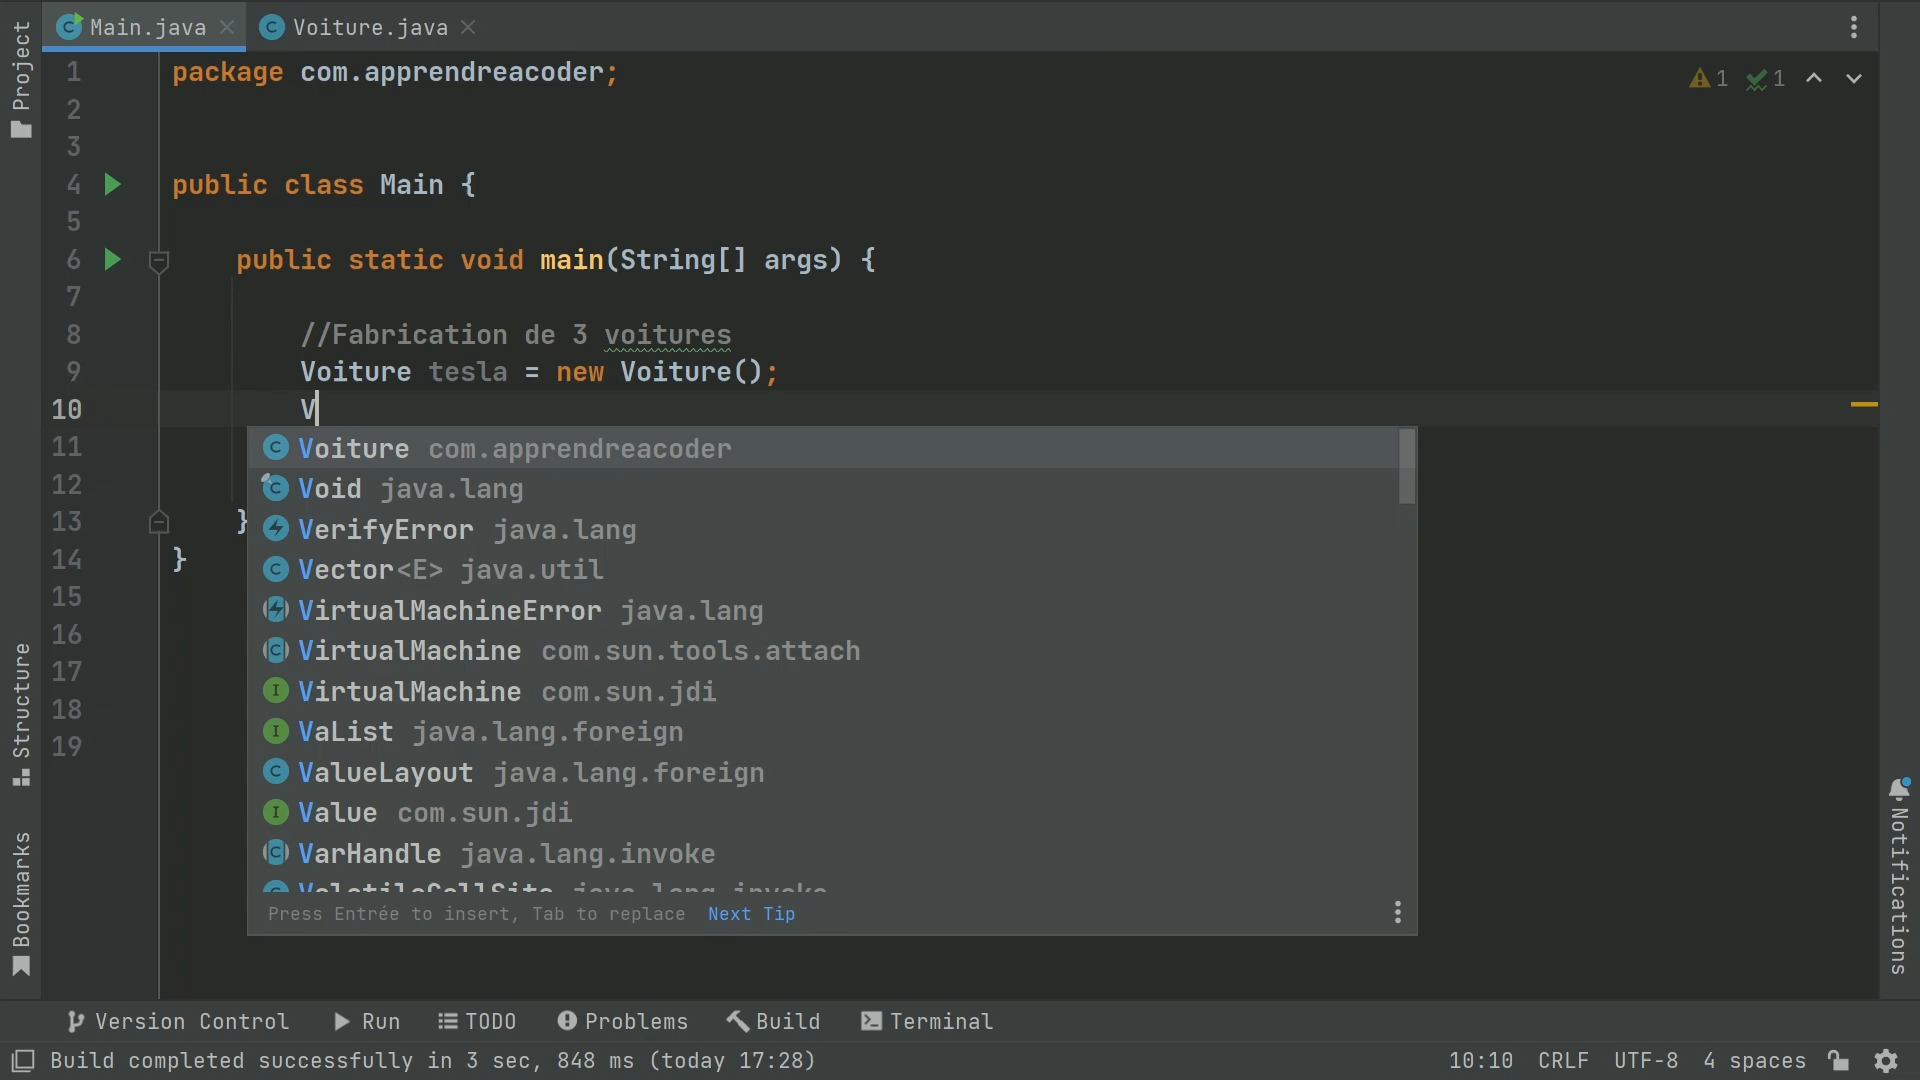 Project
Main.java
Voiture.java
1 package com.apprendreacoder;
1 1
2
3
4 public class Main {
5
6 public static void main(String[] args) {
7
8 //Fabrication de 3 voitures
9 Voiture tesla = new Voiture();
10 V
11
12
13 }
14 }
15
16
17
18
19
Voiture com.apprendreacoder
Void java.lang
VerifyError java.lang
Vector<E> java.util
VirtualMachineError java.lang
VirtualMachine com.sun.tools.attach
VirtualMachine com.sun.jdi
VaList java.lang.foreign
ValueLayout java.lang.foreign
Value com.sun.jdi
VarHandle java.lang.invoke
VolatileCallSite java.lang.invoke
Press Entrée to insert, Tab to replace Next Tip
Structure
Bookmarks
Notifications
Version Control Run TODO Problems Build Terminal
Build completed successfully in 3 sec, 848 ms (today 17:28) 10:10 CRLF UTF-8 4 spaces